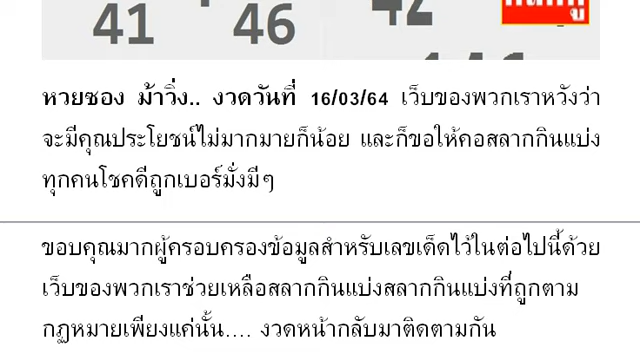 41 46 42
หวยซอง ม้าวิ่ง.. งวดวันที่ 16/03/64 เว็บของพวกเราหวังว่า
จะมีคุณประโยชน์ไม่มากมายก็น้อย และก็ขอให้คอสลากกินแบ่ง
ทุกคนโชคดีถูกเบอร์มั่งมีๆ
ขอบคุณมากผู้ครอบครองข้อมูลสำหรับเลขเด็ดไว้ในต่อไปนี้ด้วย
เว็บของพวกเราช่วยเหลือสลากกินแบ่งสลากกินแบ่งที่ถูกตาม
กฏหมายเพียงแค่นั้น.... งวดหน้ากลับมาติดตามกัน